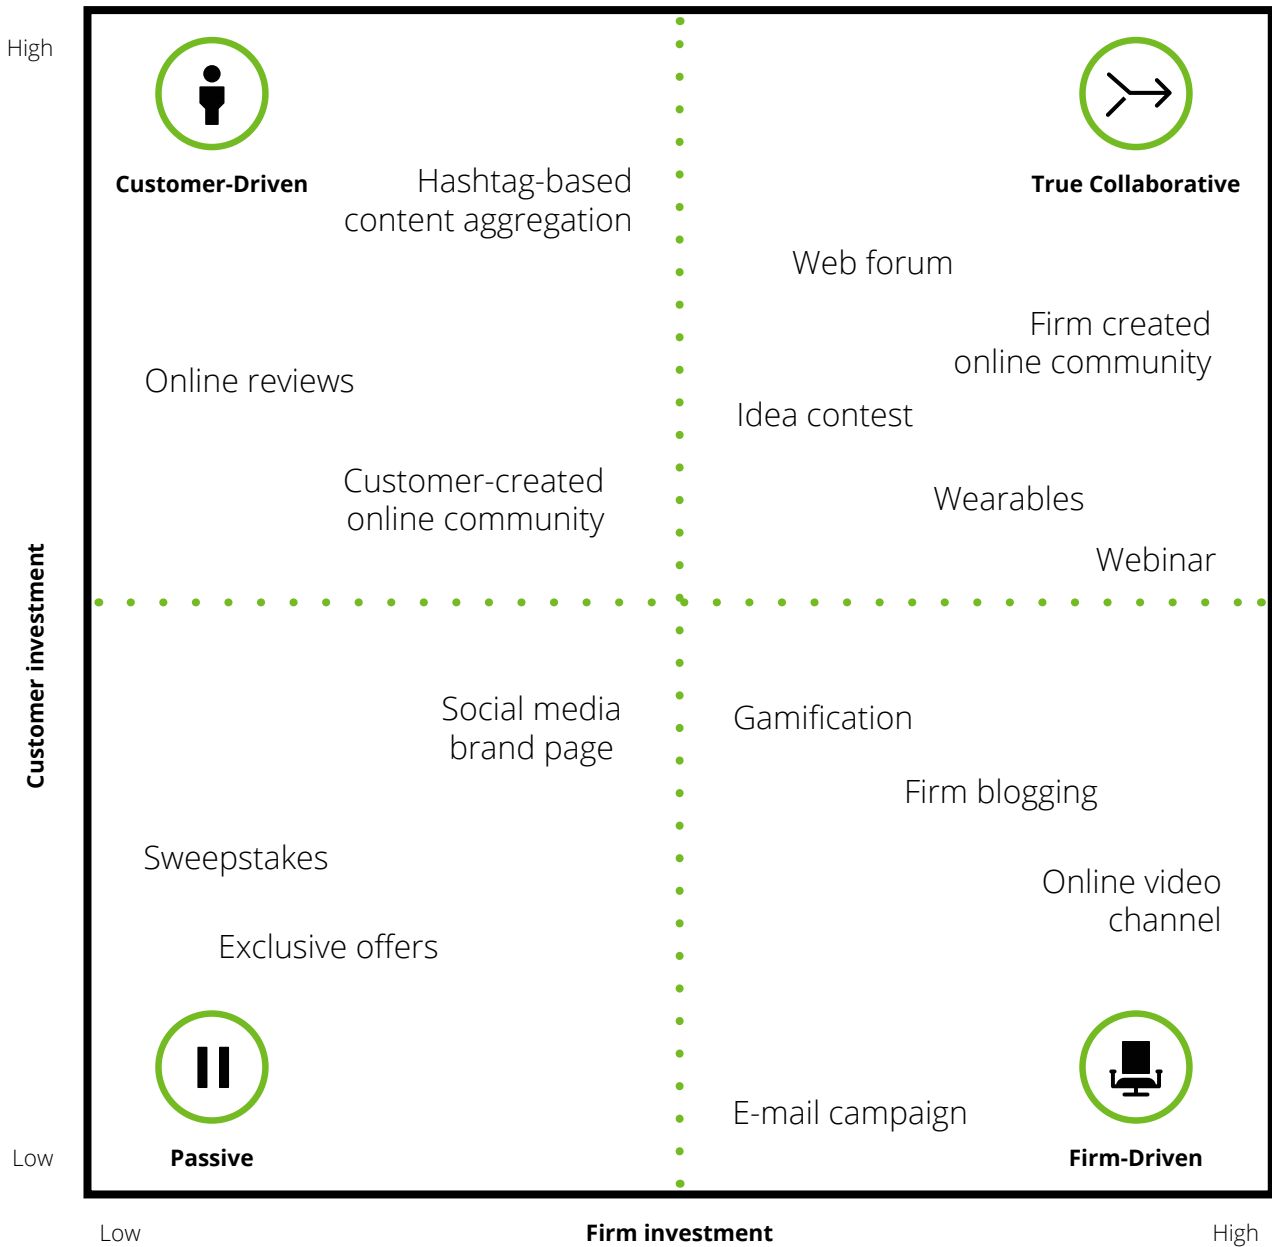 High
Customer-Driven
Hashtag-based
content aggregation
Online reviews
Customer-created
online community
True Collaborative
Web forum
Firm created
online community
Idea contest
Wearables
Webinar
Customer investment
Social media
brand page
Sweepstakes
Exclusive offers
Passive
Gamification
Firm blogging
Online video
channel
E-mail campaign
Firm-Driven
Low
Low
Firm investment
High